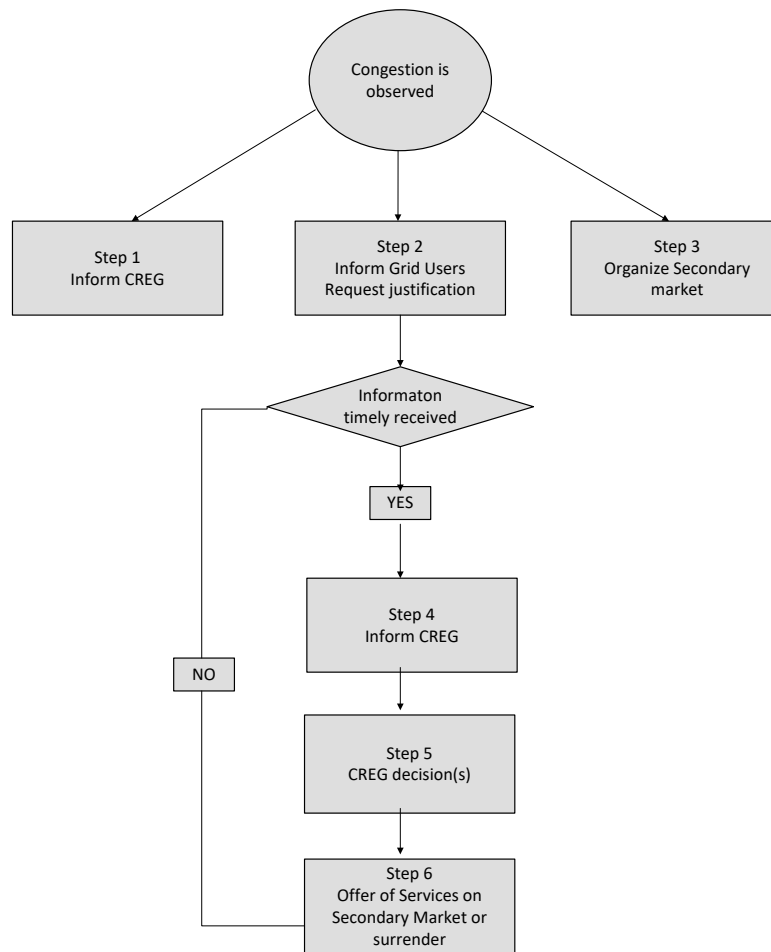 Congestion is
observed
Step 1
Inform CREG
Step 2
Inform Grid Users
Request justification
Step 3
Organize Secondary
market
Informaton
timely received
YES
Step 4
Inform CREG
NO
Step 5
CREG decision(s)
Step 6
Offer of Services on
Secondary Market or
surrender